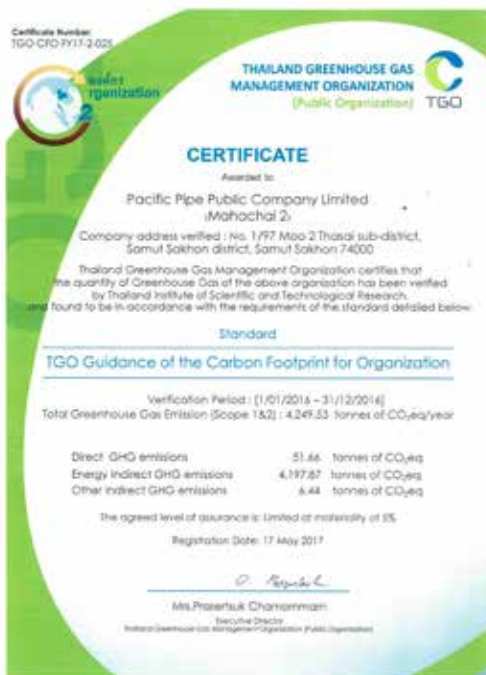 Certificate Number
TGO CFO FY17-2-025
องค์กร
rganization
2
THAILAND GREENHOUSE GAS
MANAGEMENT ORGANIZATION
(Public Organization)
TGO
CERTIFICATE
Awarded to
Pacific Pipe Public Company Limited
(Mahachai 2)
Company address verified : No. 1/97 Moo 2 Thasai sub-district,
Samut Sakhon district, Samut Sakhon 74000
Thailand Greenhouse Gas Management Organization certifies that
the quantity of Greenhouse Gas of the above organization has been verified
by Thailand Institute of Scientific and Technological Research
and found to be in accordance with the requirements of the standard detailed below:
Standard
TGO Guidance of the Carbon Footprint for Organization
Verification Period : [1/01/2016 – 31/12/2016]
Total Greenhouse Gas Emission (Scope 1&2) : 4,249.53 tonnes of CO₂eq/year
Direct GHG emissions 51.66 tonnes of CO₂eq
Energy Indirect GHG emissions 4,197.87 tonnes of CO₂eq
Other Indirect GHG emissions 6.44 tonnes of CO₂eq
The agreed level of assurance is: Limited at materiality of 5%
Registration Date: 17 May 2017
Mrs.Prasertsuk Chamornmarn
Executive Director
Thailand Greenhouse Gas Management Organization (Public Organization)